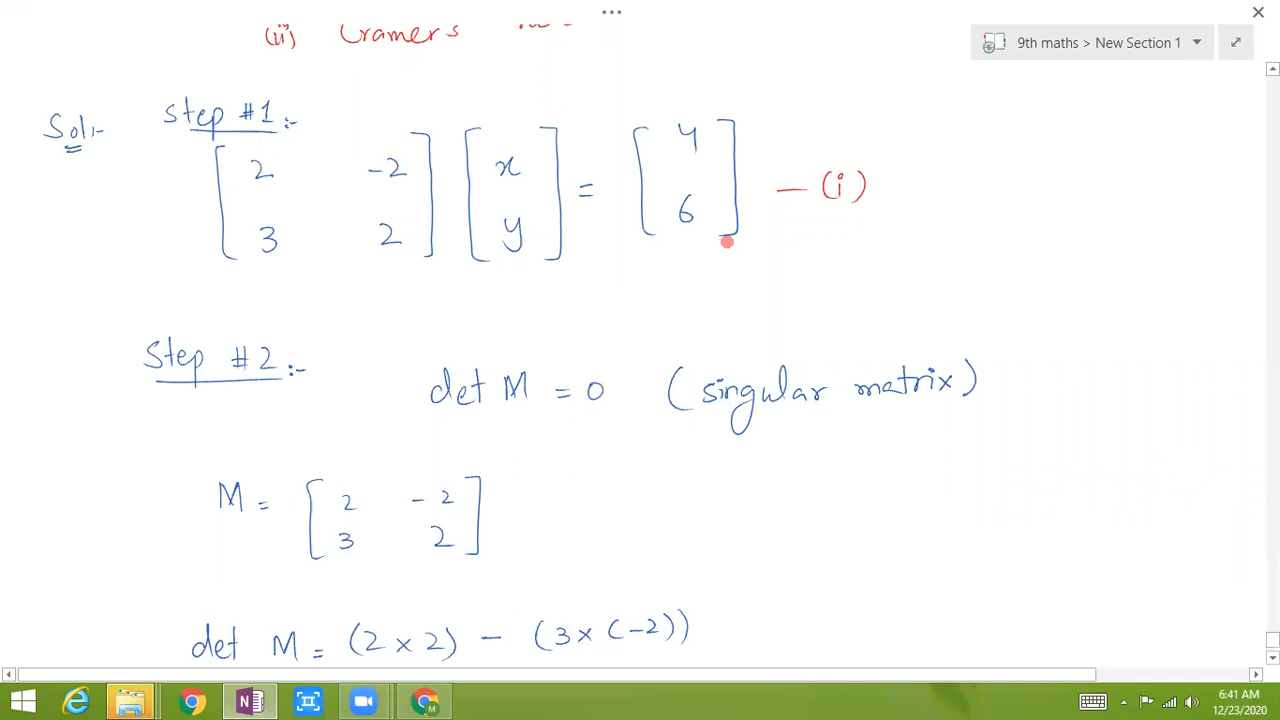 (ii) Cramers
9th maths > New Section 1
Sol:-
Step #1:-
[ 2 -2 ] [ x ] = [ 4 ] — (i)
[ 3 2 ] [ y ] [ 6 ]
Step #2:-
det M = 0 (singular matrix)
M = [ 2 -2 ]
[ 3 2 ]
det M = (2 × 2) - (3 × (-2))
6:41 AM
12/23/2020